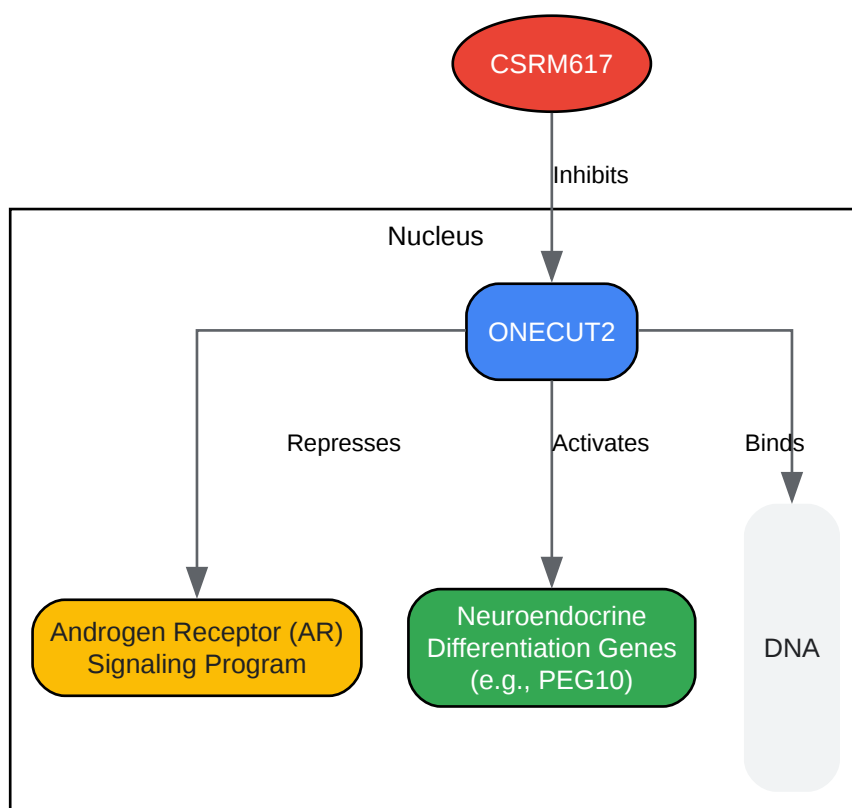 CSRM617
Inhibits
Nucleus
ONECUT2
Represses
Activates
Binds
Androgen Receptor (AR)
Signaling Program
Neuroendocrine
Differentiation Genes
(e.g., PEG10)
DNA